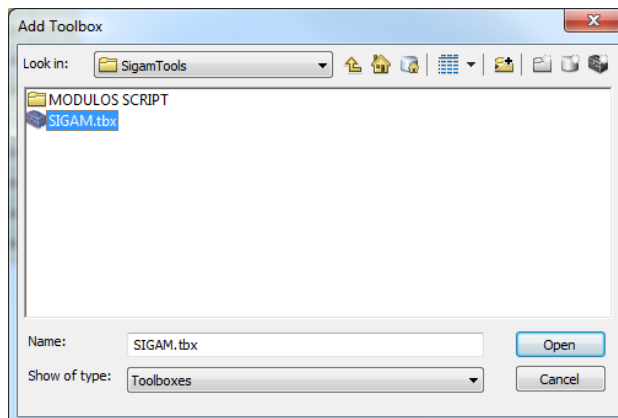 Add Toolbox
Look in: SigamTools
MODULOS SCRIPT
SIGAM.tbx
Name: SIGAM.tbx Open
Show of type: Toolboxes Cancel